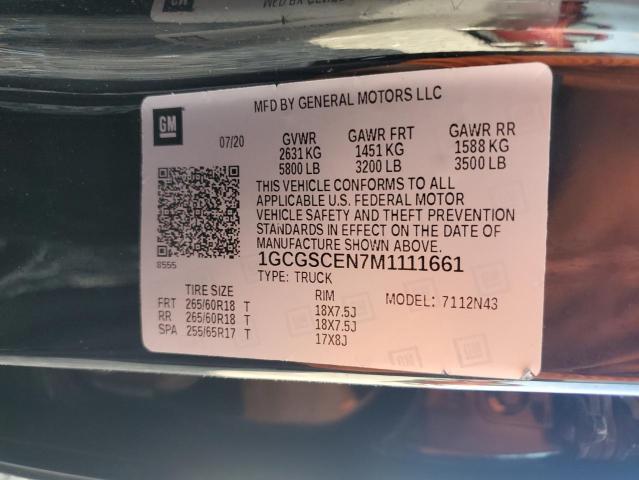 MFD BY GENERAL MOTORS LLC
GM
07/20 GVWR GAWR FRT GAWR RR
2631 KG 1451 KG 1588 KG
5800 LB 3200 LB 3500 LB
THIS VEHICLE CONFORMS TO ALL
APPLICABLE U.S. FEDERAL MOTOR
VEHICLE SAFETY AND THEFT PREVENTION
STANDARDS IN EFFECT ON THE DATE OF
MANUFACTURE SHOWN ABOVE.
8555
1GCGSCEN7M1111661
TYPE: TRUCK
TIRE SIZE RIM MODEL: 7112N43
FRT 265/60R18 T 18X7.5J
RR 265/60R18 T 18X7.5J
SPA 255/65R17 T 17X8J